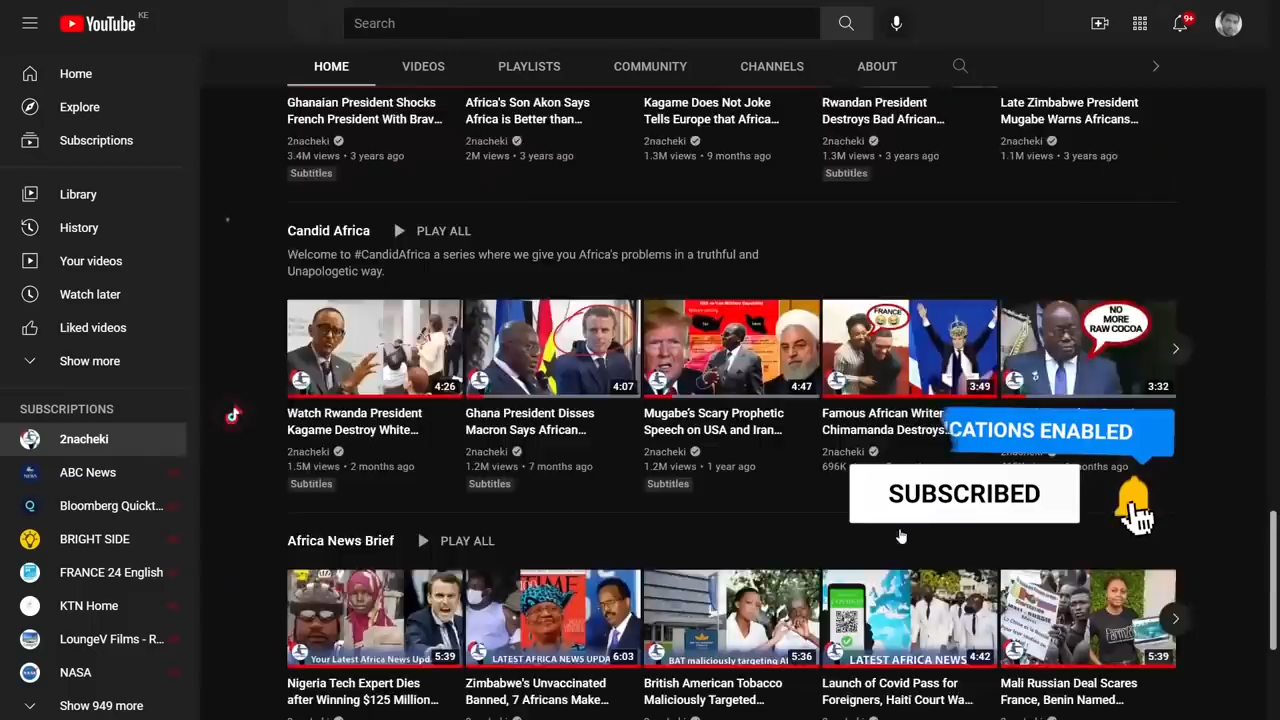 YouTube KE
Search
9+
Home
Explore
Subscriptions
Library
History
Your videos
Watch later
Liked videos
Show more
SUBSCRIPTIONS
2nacheki
ABC News
Bloomberg Quickt...
BRIGHT SIDE
FRANCE 24 English
KTN Home
LoungeV Films - R...
NASA
Show 949 more
HOME VIDEOS PLAYLISTS COMMUNITY CHANNELS ABOUT
Ghanaian President Shocks
French President With Brav...
2nacheki
3.4M views • 3 years ago
Subtitles
Africa's Son Akon Says
Africa is Better than...
2nacheki
2M views • 3 years ago
Kagame Does Not Joke
Tells Europe that Africa...
2nacheki
1.3M views • 9 months ago
Rwandan President
Destroys Bad African...
2nacheki
1.3M views • 3 years ago
Subtitles
Late Zimbabwe President
Mugabe Warns Africans...
2nacheki
1.1M views • 3 years ago
Candid Africa PLAY ALL
Welcome to #CandidAfrica a series where we give you Africa's problems in a truthful and
Unapologetic way.
4:26
Watch Rwanda President
Kagame Destroy White...
2nacheki
1.5M views • 2 months ago
Subtitles
4:07
Ghana President Disses
Macron Says African...
2nacheki
1.2M views • 7 months ago
Subtitles
4:47
Mugabe's Scary Prophetic
Speech on USA and Iran...
2nacheki
1.2M views • 1 year ago
Subtitles
FRANCE
3:49
Famous African Writer
Chimamanda Destroys...
2nacheki
696K
NO
MORE
RAW COCOA
3:32
CATIONS ENABLED
SUBSCRIBED
Africa News Brief PLAY ALL
Your Latest Africa News Upd
5:39
Nigeria Tech Expert Dies
after Winning $125 Million...
TIME
LATEST AFRICA NEWS UPDA
6:03
Zimbabwe's Unvaccinated
Banned, 7 Africans Make...
BAT maliciously targeting
5:36
British American Tobacco
Maliciously Targeted...
LATEST AFRICA NEWS
4:42
Launch of Covid Pass for
Foreigners, Haiti Court Wa...
5:39
Mali Russian Deal Scares
France, Benin Named...